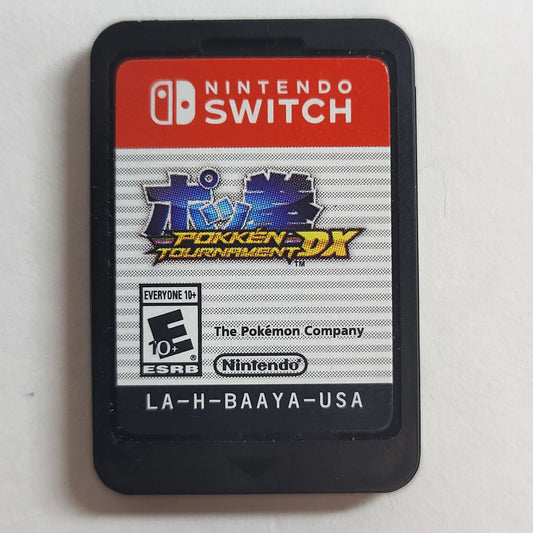 NINTENDO
SWITCH™
ポッ拳
POKKÉN
TOURNAMENT DX
™
EVERYONE 10+
E
10+
®
ESRB
The Pokémon Company
Nintendo®
LA-H-BAAYA-USA